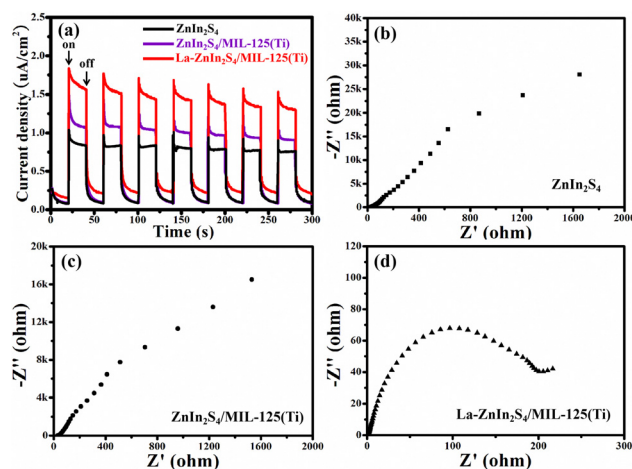 (a)
on
off
ZnIn₂S₄
ZnIn₂S₄/MIL-125(Ti)
La-ZnIn₂S₄/MIL-125(Ti)
Current density (uA/cm²)
2.5
2.0
1.5
1.0
0.5
0.0
0 50 100 150 200 250 300
Time (s)
(b)
-Z'' (ohm)
40k
35k
30k
25k
20k
15k
10k
5k
0
0 400 800 1200 1600 2000
ZnIn₂S₄
Z' (ohm)
(c)
-Z'' (ohm)
20k
16k
12k
8k
4k
0
0 400 800 1200 1600 2000
ZnIn₂S₄/MIL-125(Ti)
Z' (ohm)
(d)
-Z'' (ohm)
120
100
80
60
40
20
0
0 100 200 300
La-ZnIn₂S₄/MIL-125(Ti)
Z' (ohm)